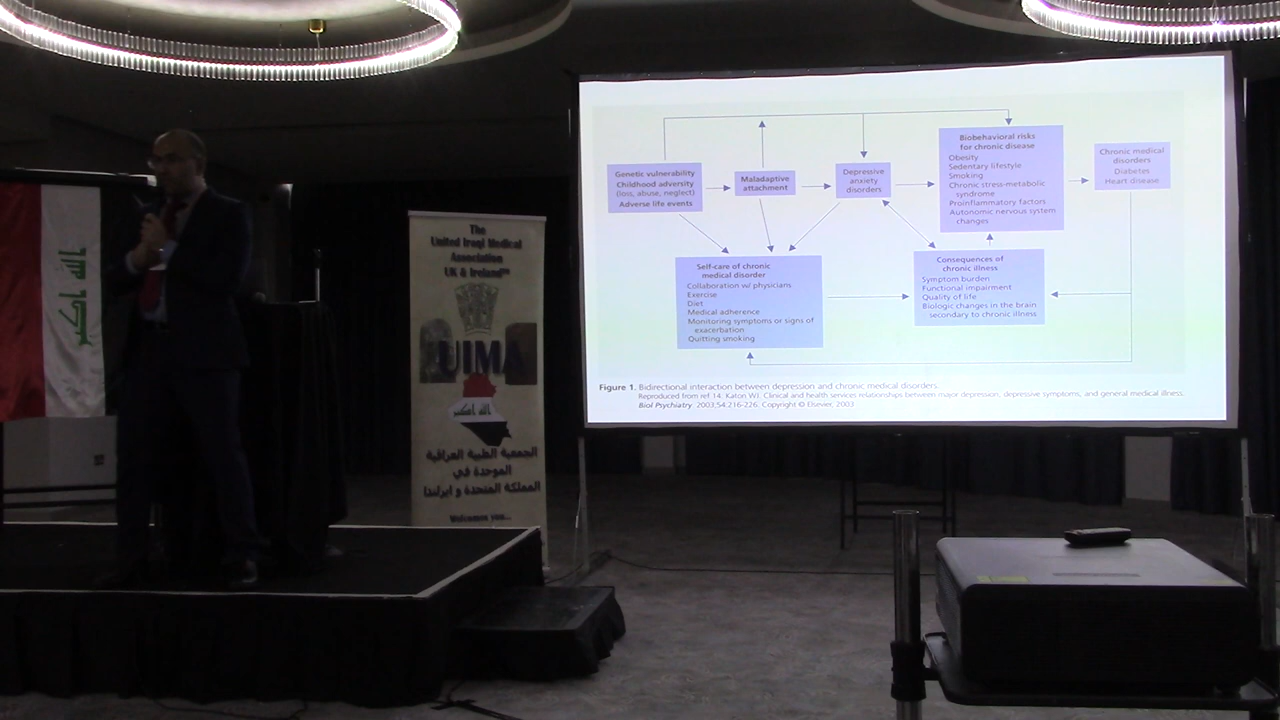 الله اكبر
The
United Iraqi Medical
Association
UK & Ireland
UIMA
الله اكبر
الجمعية الطبية العراقية
الموحدة في
المملكة المتحدة و ايرلندا
Welcomes you...
Genetic vulnerability
Childhood adversity
(loss, abuse, neglect)
Adverse life events
Maladaptive
attachment
Depressive
anxiety
disorders
Biobehavioral risks
for chronic disease
Obesity
Sedentary lifestyle
Smoking
Chronic stress-metabolic
syndrome
Proinflammatory factors
Autonomic nervous system
changes
Chronic medical
disorders
Diabetes
Heart disease
Self-care of chronic
medical disorder
Collaboration w/ physicians
Exercise
Diet
Medical adherence
Monitoring symptoms or signs of
exacerbation
Quitting smoking
Consequences of
chronic illness
Symptom burden
Functional impairment
Quality of life
Biologic changes in the brain
secondary to chronic illness
Figure 1. Bidirectional interaction between depression and chronic medical disorders.
Reproduced from ref 14: Katon WJ. Clinical and health services relationships between major depression, depressive symptoms, and general medical illness.
Biol Psychiatry. 2003;54:216-226. Copyright © Elsevier, 2003